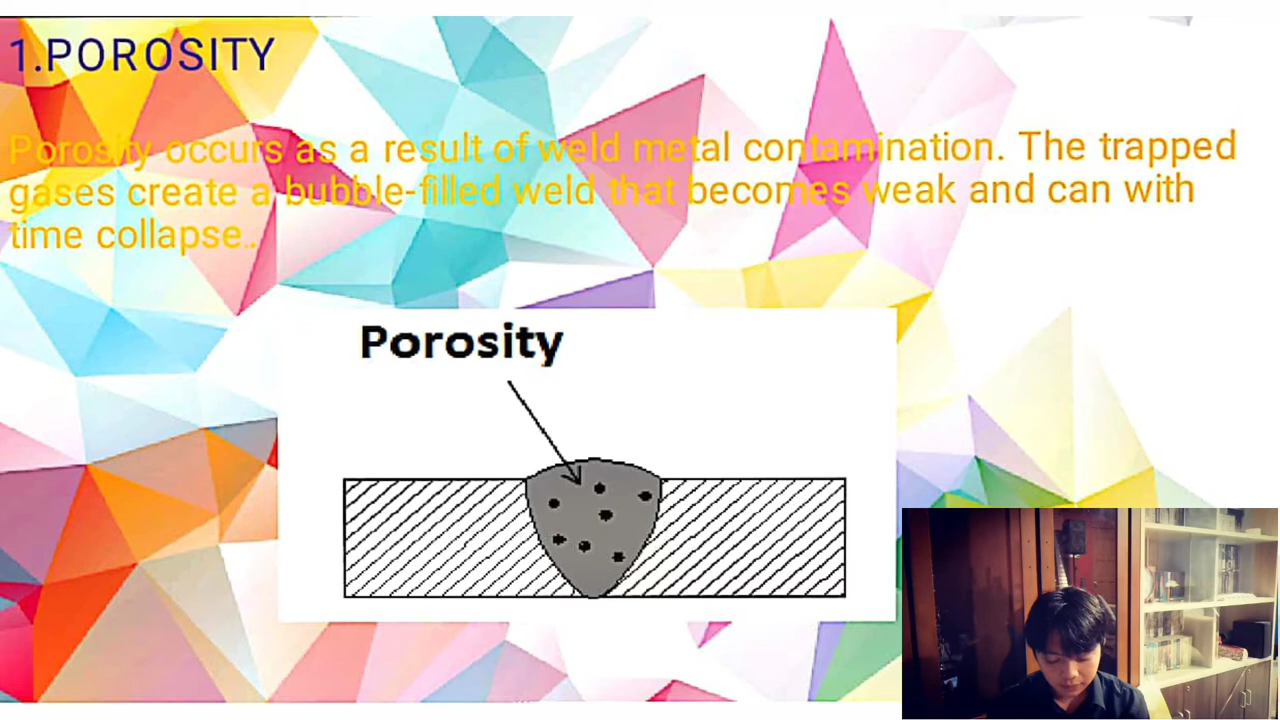 1.POROSITY
Porosity occurs as a result of weld metal contamination. The trapped
gases create a bubble-filled weld that becomes weak and can with
time collapse..
Porosity